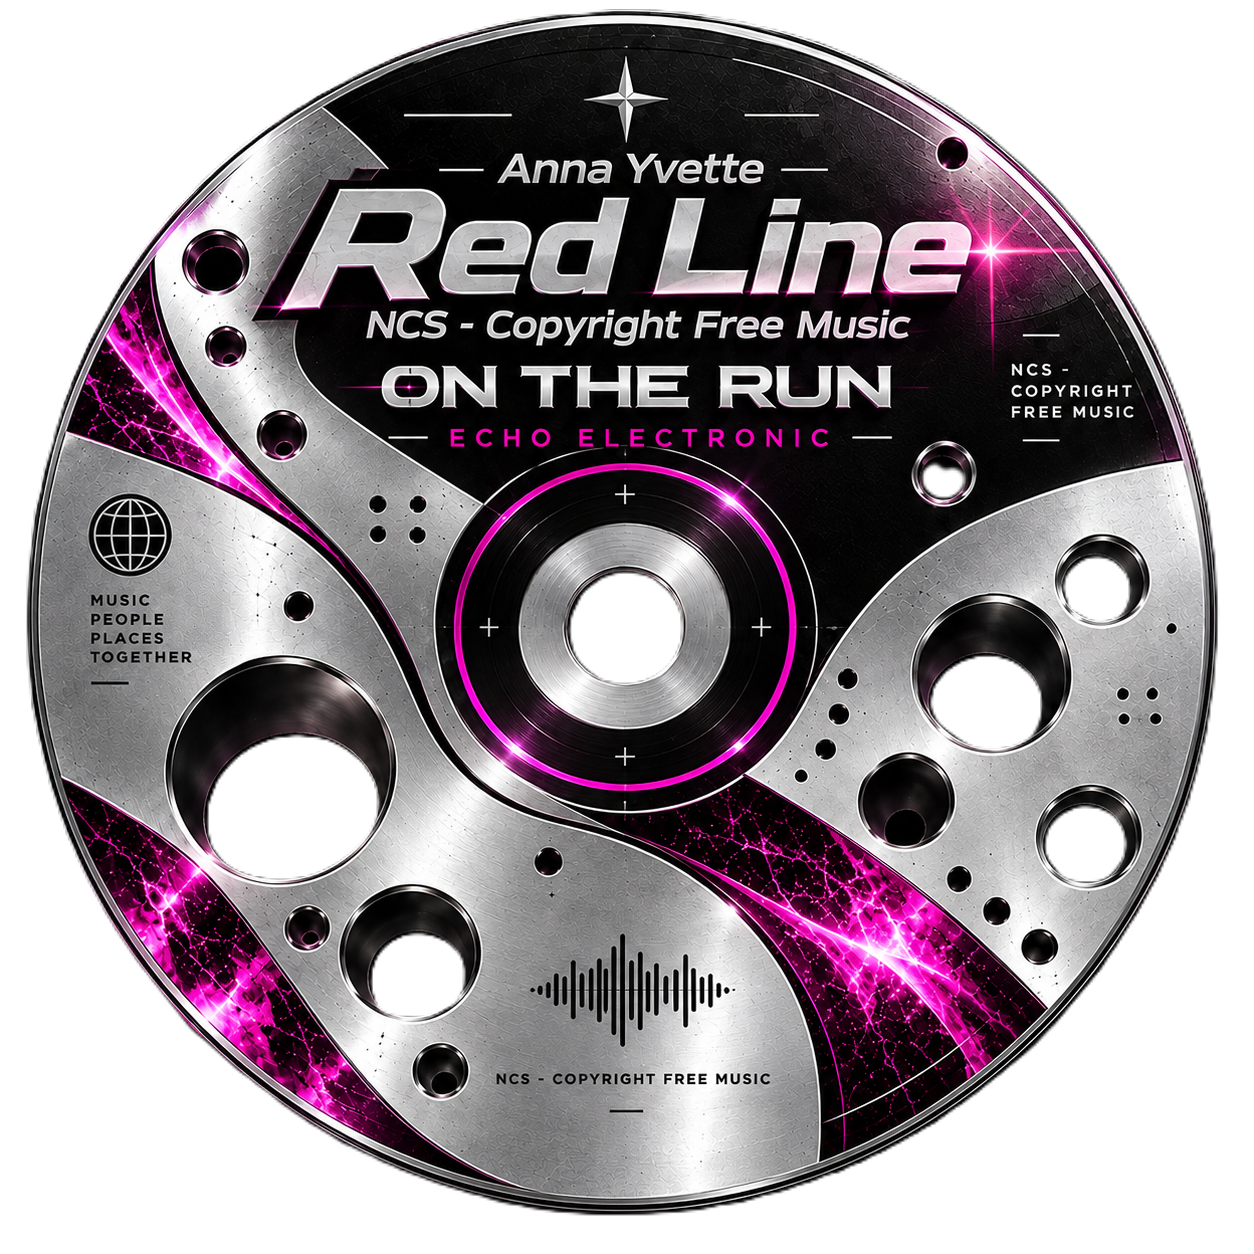 Anna Yvette
Red Line
NCS - Copyright Free Music
ON THE RUN
ECHO ELECTRONIC
NCS -
COPYRIGHT
FREE MUSIC
MUSIC
PEOPLE
PLACES
TOGETHER
NCS - COPYRIGHT FREE MUSIC